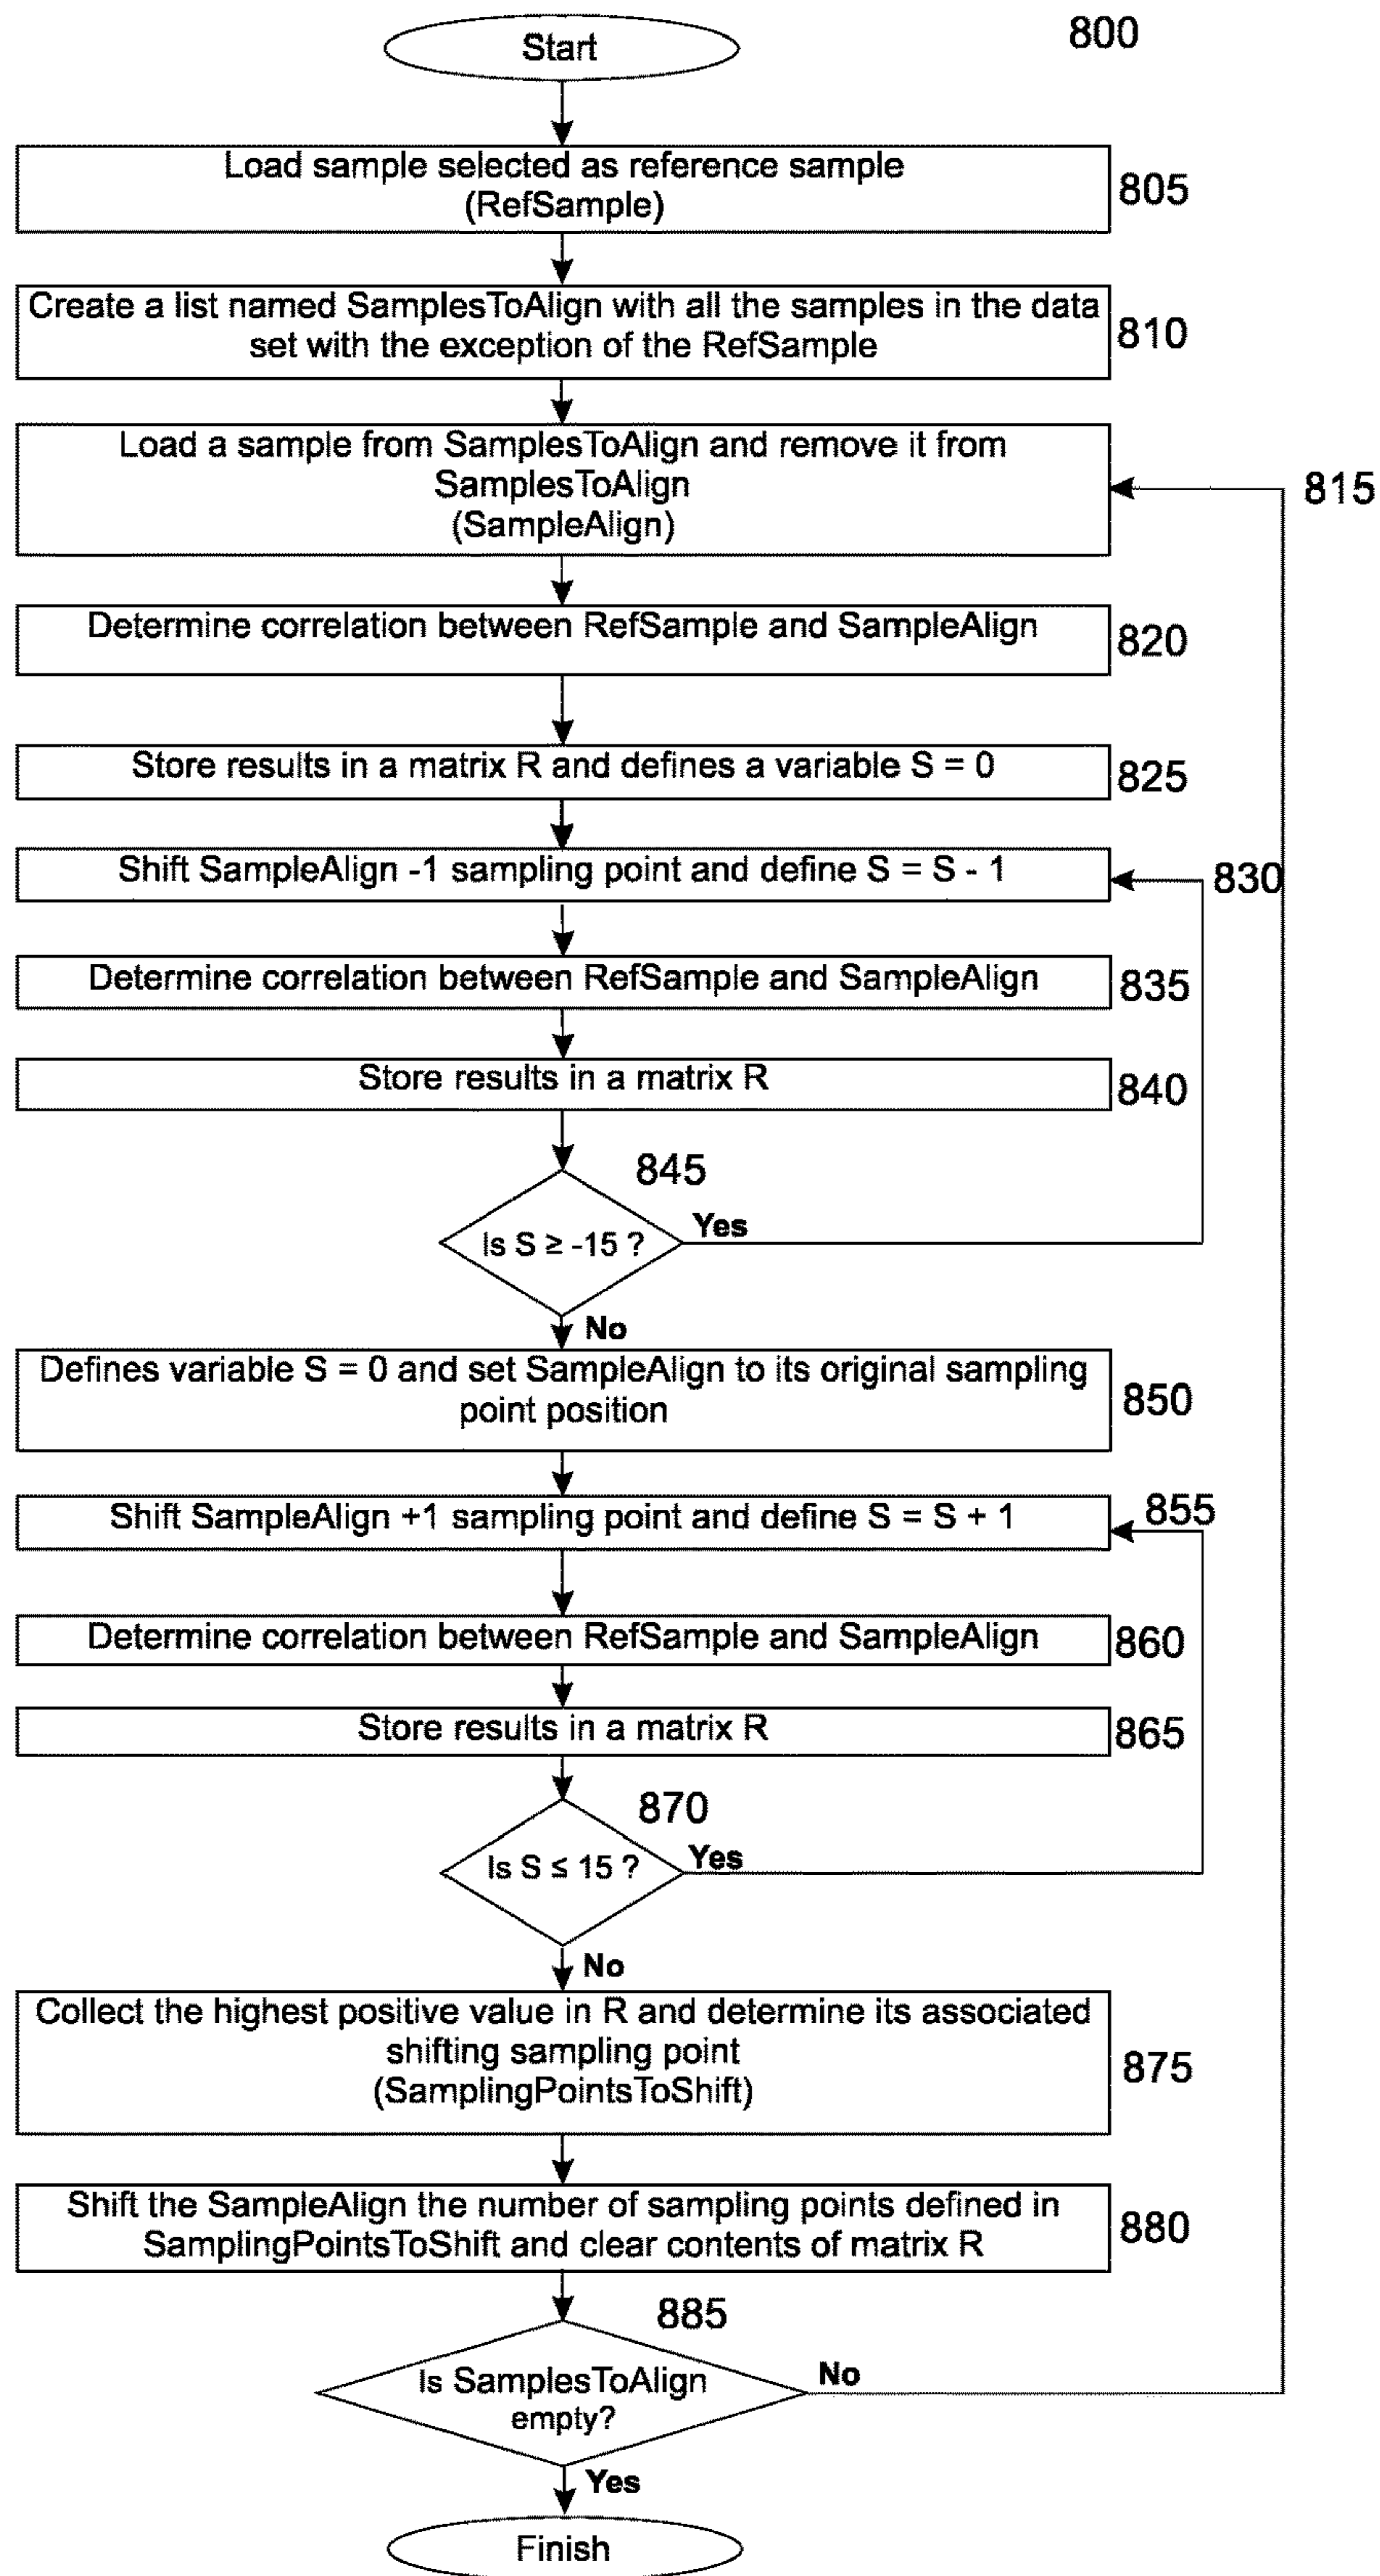 800
Start
Load sample selected as reference sample
(RefSample)
805
Create a list named SamplesToAlign with all the samples in the data
set with the exception of the RefSample
810
Load a sample from SamplesToAlign and remove it from
SamplesToAlign
(SampleAlign)
815
Determine correlation between RefSample and SampleAlign
820
Store results in a matrix R and defines a variable S = 0
825
Shift SampleAlign -1 sampling point and define S = S - 1
830
Determine correlation between RefSample and SampleAlign
835
Store results in a matrix R
840
845
Is S ≥ -15 ?
Yes
No
Defines variable S = 0 and set SampleAlign to its original sampling
point position
850
Shift SampleAlign +1 sampling point and define S = S + 1
855
Determine correlation between RefSample and SampleAlign
860
Store results in a matrix R
865
870
Is S ≤ 15 ?
Yes
No
Collect the highest positive value in R and determine its associated
shifting sampling point
(SamplingPointsToShift)
875
Shift the SampleAlign the number of sampling points defined in
SamplingPointsToShift and clear contents of matrix R
880
885
Is SamplesToAlign
empty?
No
Yes
Finish